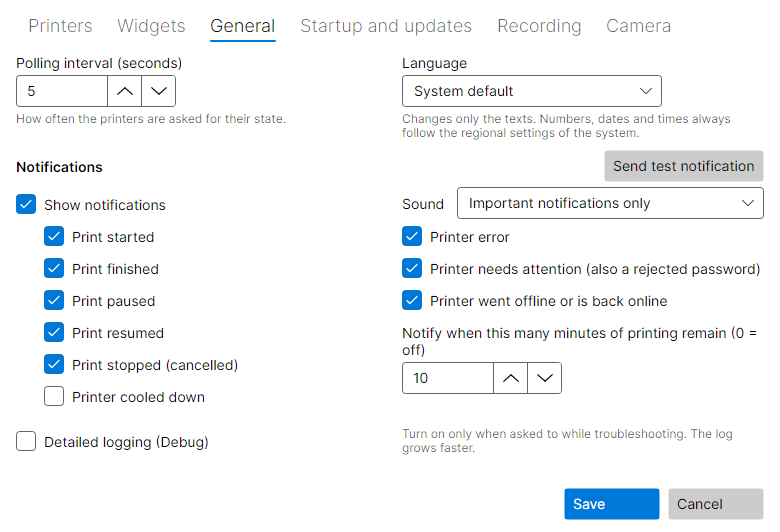 Printers Widgets General Startup and updates Recording Camera
Polling interval (seconds)
5
How often the printers are asked for their state.
Language
System default
Changes only the texts. Numbers, dates and times always
follow the regional settings of the system.
Notifications
Send test notification
Show notifications
Print started
Print finished
Print paused
Print resumed
Print stopped (cancelled)
Printer cooled down
Sound
Important notifications only
Printer error
Printer needs attention (also a rejected password)
Printer went offline or is back online
Notify when this many minutes of printing remain (0 =
off)
10
Detailed logging (Debug)
Turn on only when asked to while troubleshooting. The log
grows faster.
Save
Cancel